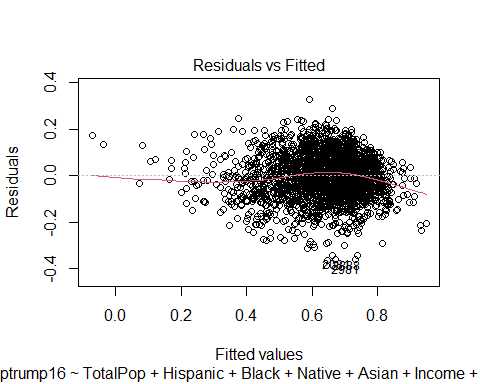 Residuals vs Fitted
Residuals
0.4
0.2
0.0
-0.2
-0.4
2981
0.0 0.2 0.4 0.6 0.8
Fitted values
ptrump16 ~ TotalPop + Hispanic + Black + Native + Asian + Income +